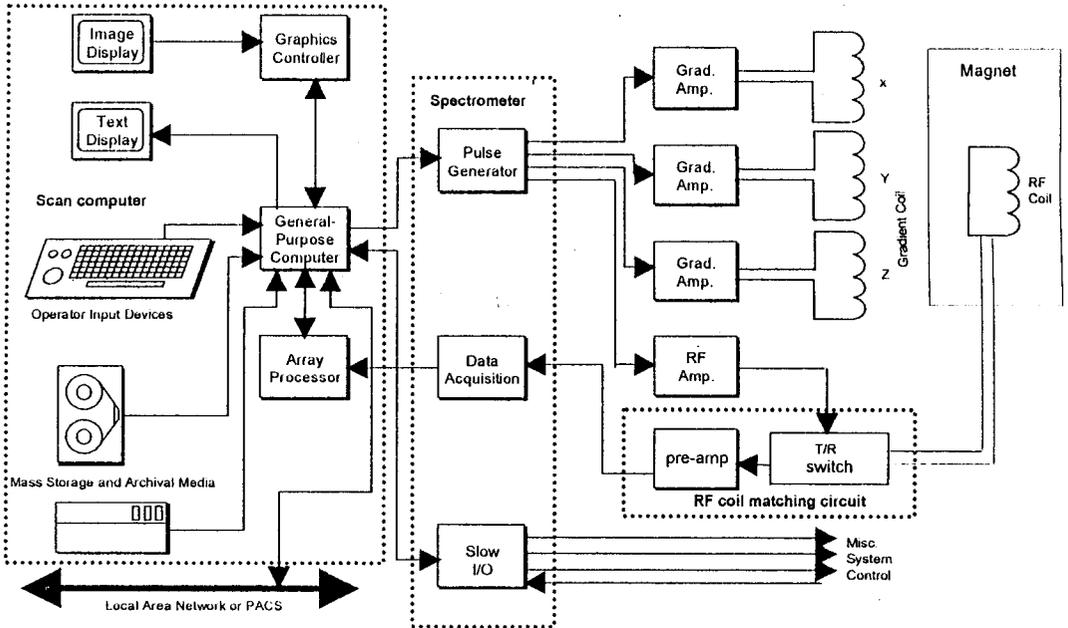 Image
Display
Graphics
Controller
Text
Display
Scan computer
General-
Purpose
Computer
Operator Input Devices
Array
Processor
Mass Storage and Archival Media
Local Area Network or PACS
Spectrometer
Pulse
Generator
Data
Acquisition
Slow
I/O
Grad.
Amp.
X
Grad.
Amp.
Y
Grad.
Amp.
Z
Gradient Coil
RF
Amp.
Magnet
RF
Coil
pre-amp
T/R
switch
RF coil matching circuit
Misc.
System
Control